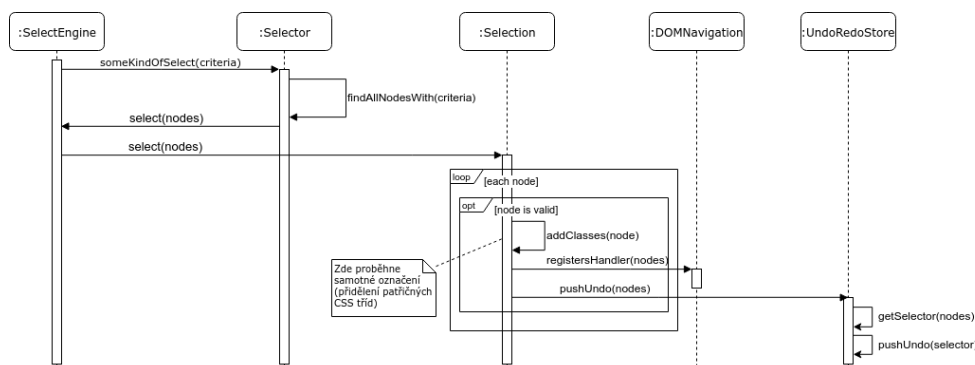 :SelectEngine
:Selector
:Selection
:DOMNavigation
:UndoRedoStore
someKindOfSelect(criteria)
findAllNodesWith(criteria)
select(nodes)
select(nodes)
loop
[each node]
opt
[node is valid]
addClasses(node)
registersHandler(nodes)
Zde proběhne
samotné označení
(přidělení patřičných
CSS tříd)
pushUndo(nodes)
getSelector(nodes)
pushUndo(selector)